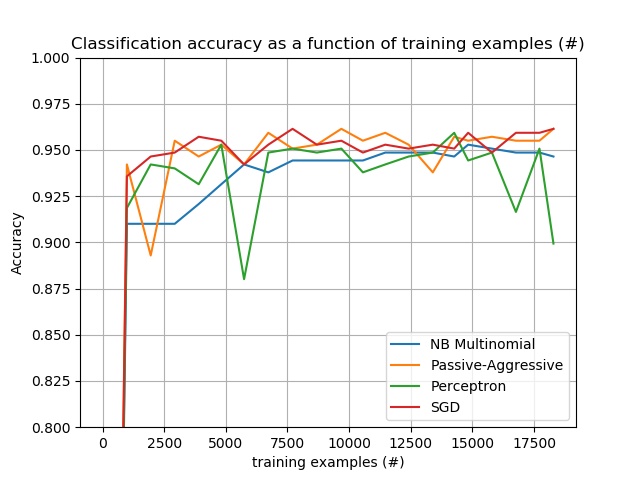 Classification accuracy as a function of training examples (#)
1.000
0.975
0.950
0.925
0.900
0.875
0.850
0.825
0.800
Accuracy
NB Multinomial
Passive-Aggressive
Perceptron
SGD
0 2500 5000 7500 10000 12500 15000 17500
training examples (#)